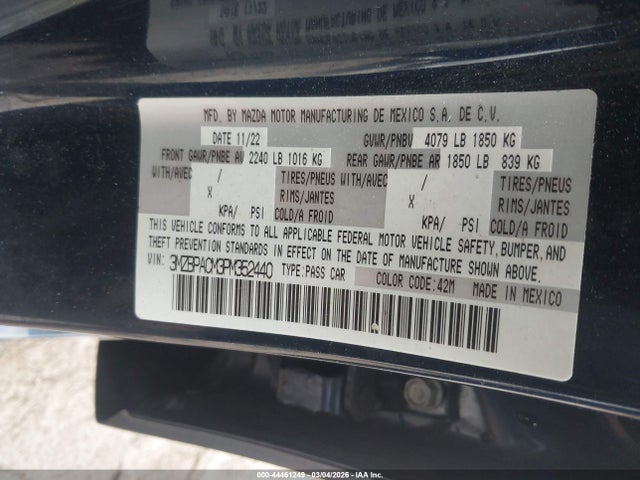 MFD. BY MAZDA MOTOR MANUFACTURING DE MEXICO S.A. DE C.V.
DATE 11/22 GVWR/PNBV 4079 LB 1850 KG
FRONT GAWR/PNBE AV 2240 LB 1016 KG REAR GAWR/PNBE AR 1850 LB 839 KG
WITH/AVEC / TIRES/PNEUS WITH/AVEC / TIRES/PNEUS
X RIMS/JANTES X RIMS/JANTES
KPA/ PSI COLD/A FROID KPA/ PSI COLD/A FROID
THIS VEHICLE CONFORMS TO ALL APPLICABLE FEDERAL MOTOR VEHICLE SAFETY, BUMPER, AND
THEFT PREVENTION STANDARDS IN EFFECT ON THE DATE OF MANUFACTURE SHOWN ABOVE.
VIN: 3MZBPACM3PM352440 TYPE: PASS CAR COLOR CODE: 42M MADE IN MEXICO
000-44461249 - 03/04/2026 - IAA Inc.